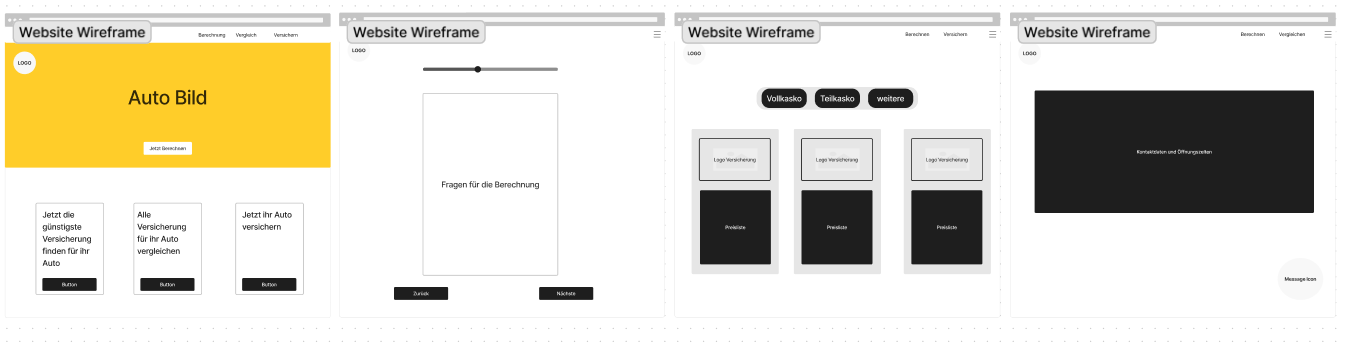 Website Wireframe
Berechnung Vergleich Versichern
LOGO
Auto Bild
Jetzt Berechnen
Jetzt die
günstigste
Versicherung
finden für ihr
Auto
Button
Alle
Versicherung
für ihr Auto
vergleichen
Button
Jetzt ihr Auto
versichern
Button
Website Wireframe
LOGO
Fragen für die Berechnung
Zurück
Nächste
Website Wireframe
Berechnen Versichern
LOGO
Vollkasko Teilkasko weitere
Logo Versicherung
Logo Versicherung
Logo Versicherung
Preisliste
Preisliste
Preisliste
Website Wireframe
Berechnen Vergleichen
LOGO
Kontaktdaten und Öffnungszeiten
Message Icon